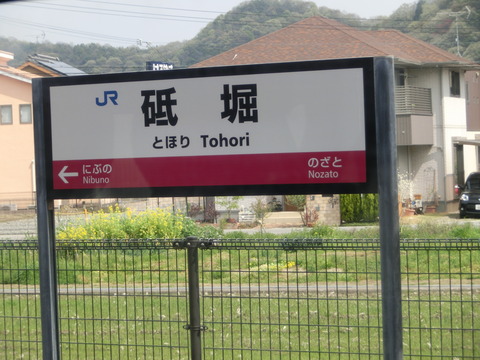 JR 砥堀
とほり Tohori
にぶの のざと
Nibuno Nozato